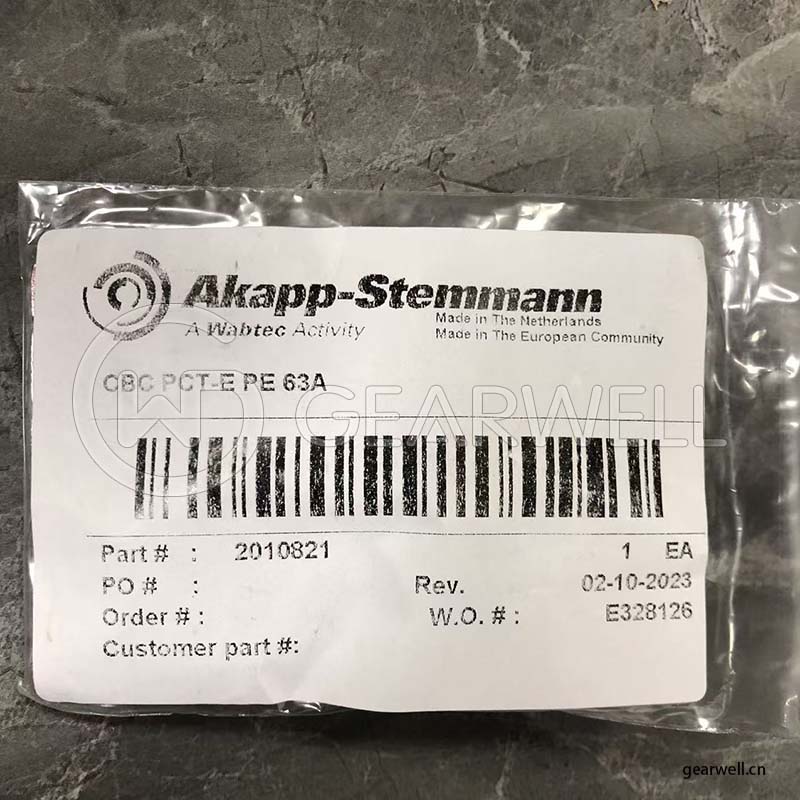 Akapp-Stemmann
A Wabtec Activity
Made in The Netherlands
Made in The European Community
CBC PCT-E PE 63A
GEARWELL
Part # : 2010821 1 EA
PO # : Rev. 02-10-2023
Order # : W.O. # : E328126
Customer part #:
gearwell.cn